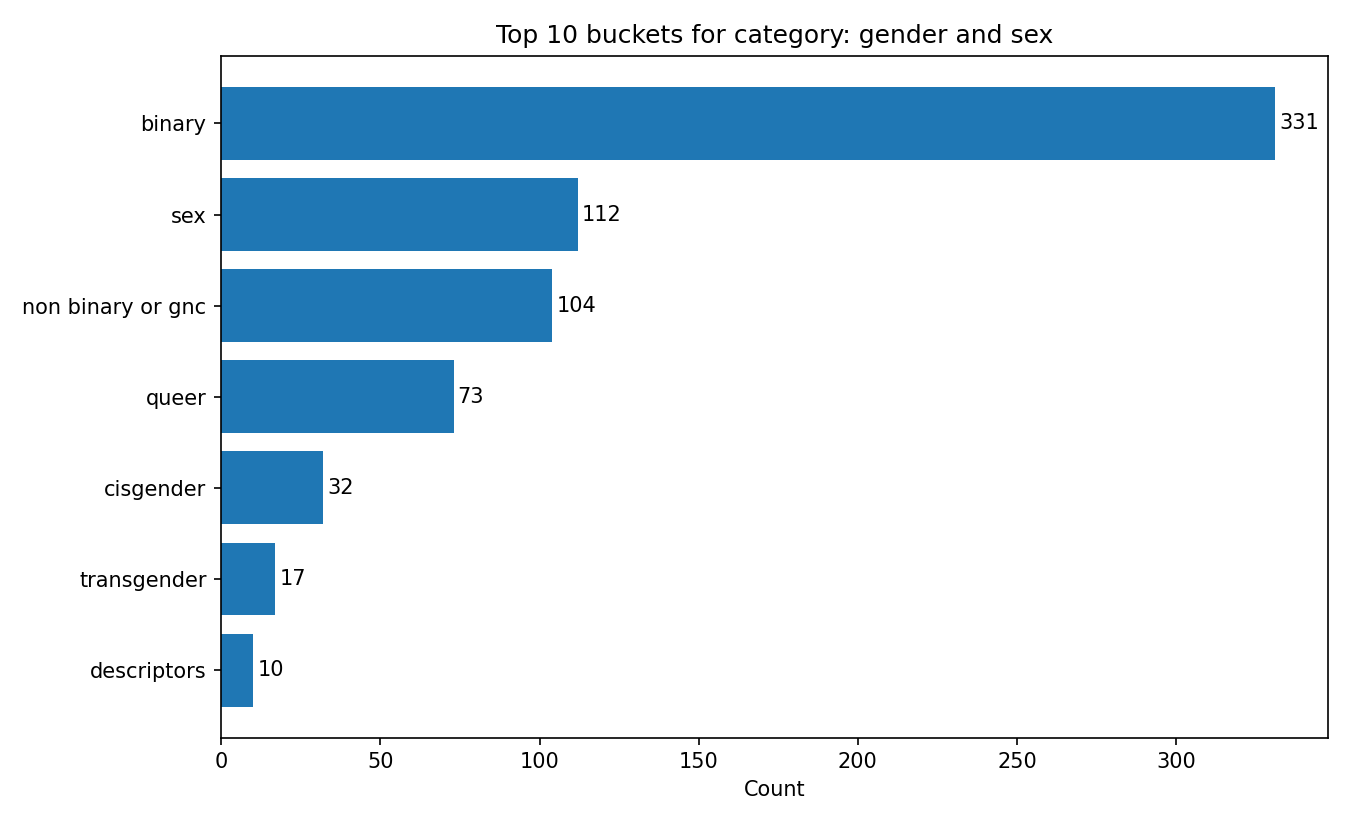 Top 10 buckets for category: gender and sex
binary
331
sex
112
non binary or gnc
104
queer
73
cisgender
32
transgender
17
descriptors
10
0 50 100 150 200 250 300
Count